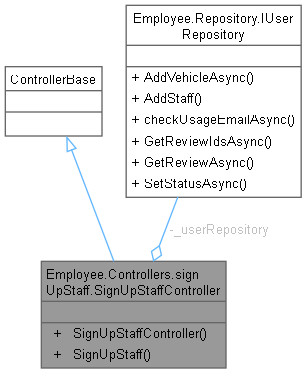 Employee.Repository.IUser
Repository
+ AddVehicleAsync()
+ AddStaff()
+ checkUsageEmailAsync()
+ GetReviewIdsAsync()
+ GetReviewAsync()
+ SetStatusAsync()
ControllerBase
-_userRepository
Employee.Controllers.sign
UpStaff.SignUpStaffController
+ SignUpStaffController()
+ SignUpStaff()